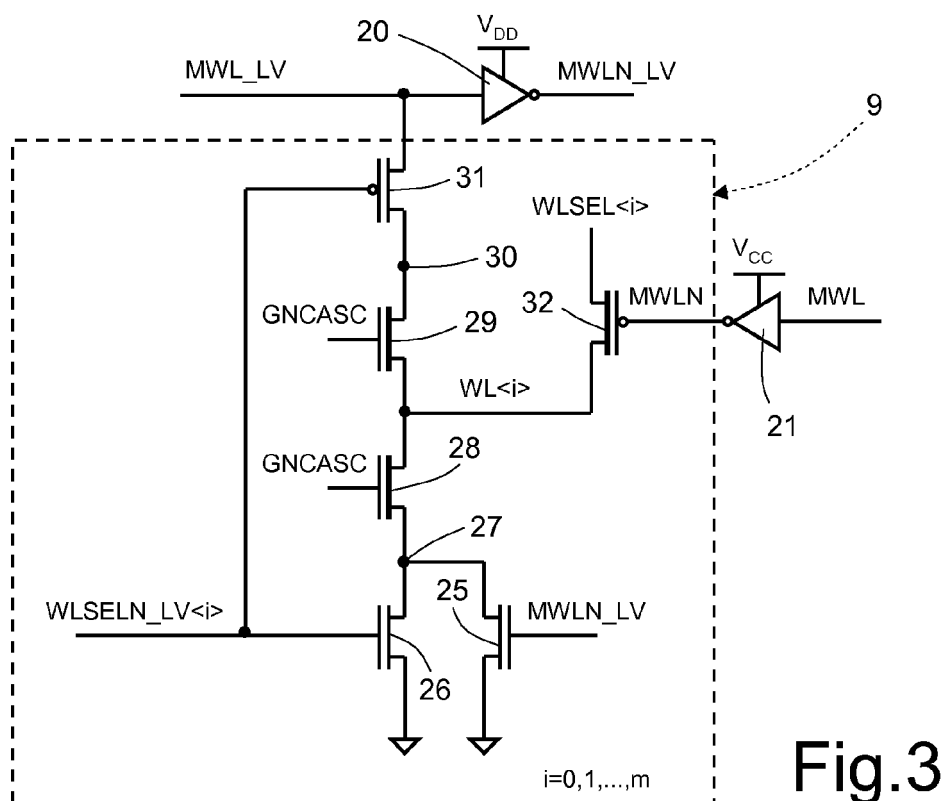 20
V_DD
MWL_LV
MWLN_LV
9
31
WLSEL<i>
30
V_CC
GNCASC
29
32
MWLN
MWL
WL<i>
21
GNCASC
28
27
WLSELN_LV<i>
25
MWLN_LV
26
i=0,1,...,m
Fig.3